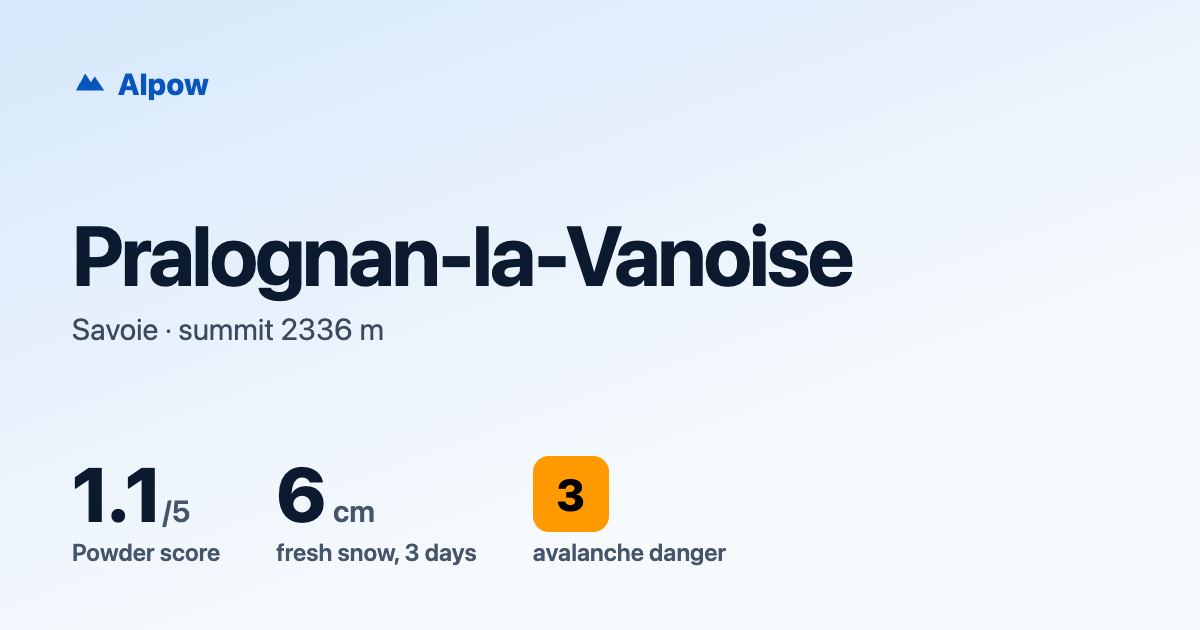 Alpow
Pralognan-la-Vanoise
Savoie · summit 2336 m
1.1/5
Powder score
6 cm
fresh snow, 3 days
3
avalanche danger